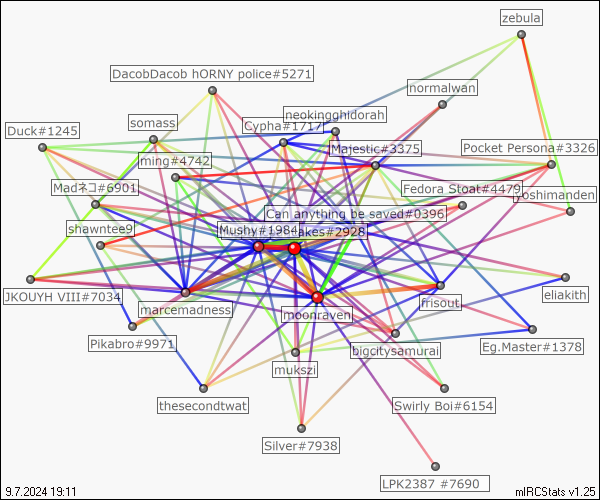 zebula
DacobDacob hORNY police#5271
normalwan
neokingghidorah
somass
Cypha#1717
Duck#1245
Majestic#3375
Pocket Persona#3326
ming#4742
Madネコ#6901
Fedora Stoat#4479
yoshimanden
Can anything be saved#0396
shawntee9
Mushy#1984
akes#2928
JKOUYH VIII#7034
eliakith
marcemadness
frisout
moonraven
Pikabro#9971
Eg.Master#1378
bigcitysamurai
mukszi
thesecondtwat
Swirly Boi#6154
Silver#7938
LPK2387 #7690
9.7.2024 19:11
mIRCStats v1.25